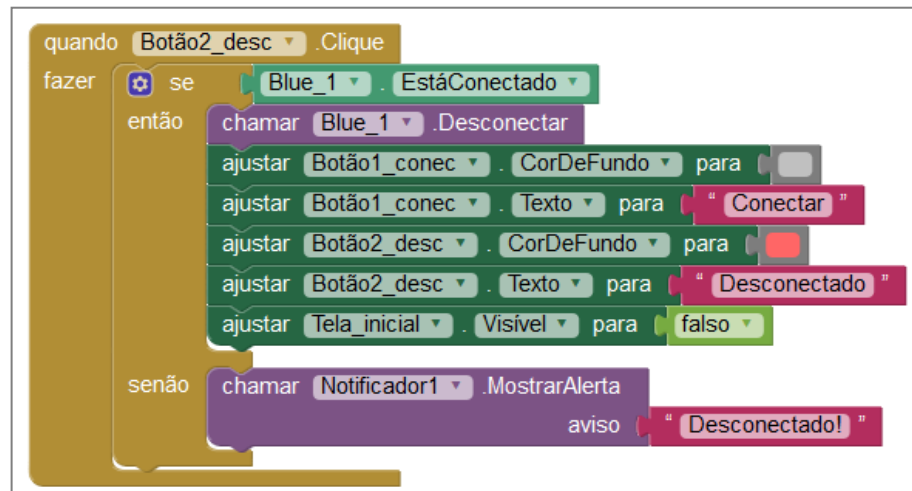 quando Botão2_desc .Clique
fazer se Blue_1 . EstáConectado
então chamar Blue_1 .Desconectar
ajustar Botão1_conec . CorDeFundo para
ajustar Botão1_conec . Texto para “ Conectar ”
ajustar Botão2_desc . CorDeFundo para
ajustar Botão2_desc . Texto para “ Desconectado ”
ajustar Tela_inicial . Visível para falso
senão chamar Notificador1 .MostrarAlerta
aviso “ Desconectado! ”